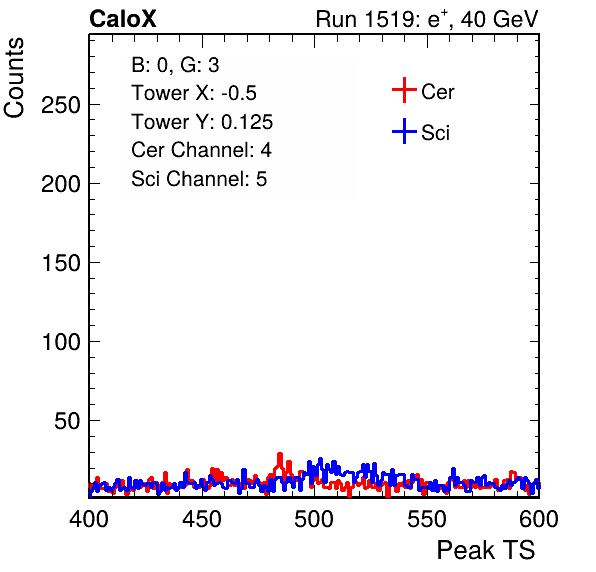 CaloX Run 1519: e⁺, 40 GeV
Counts
B: 0, G: 3
Tower X: -0.5
Tower Y: 0.125
Cer Channel: 4
Sci Channel: 5
Cer
Sci
250
200
150
100
50
400 450 500 550 600
Peak TS